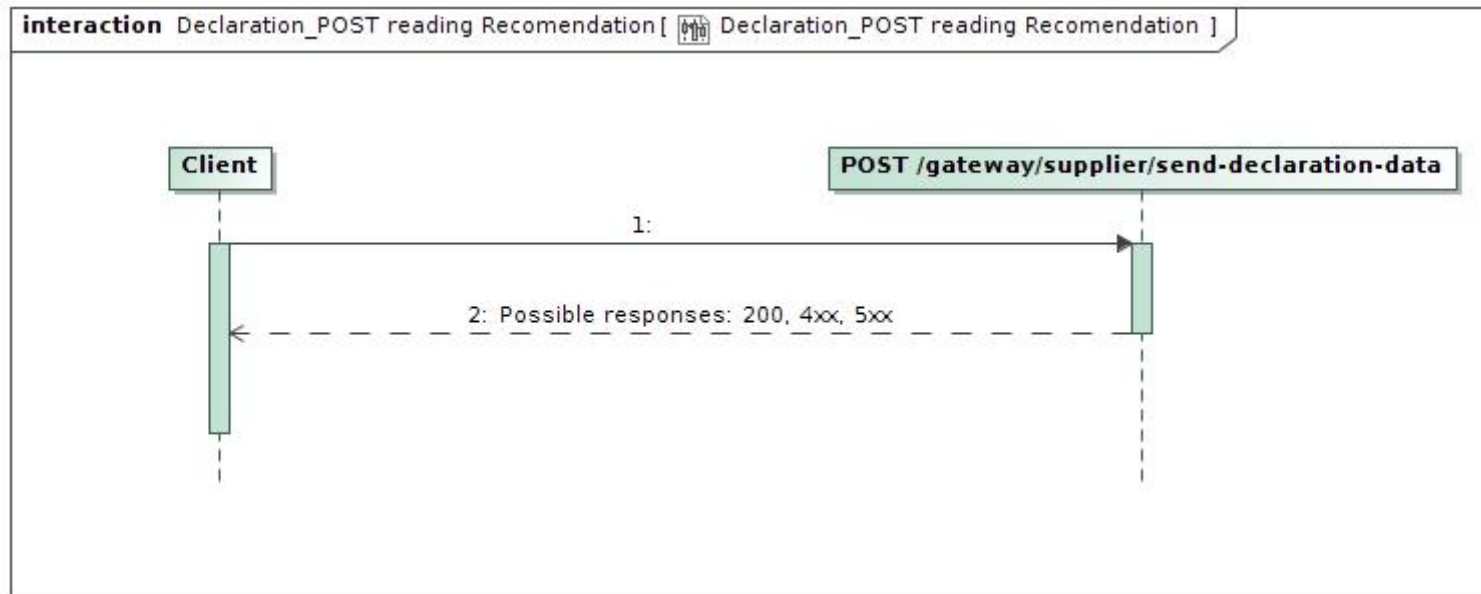 interaction Declaration_POST reading Recomendation[ Declaration_POST reading Recomendation ]
Client
POST /gateway/supplier/send-declaration-data
1:
2: Possible responses: 200, 4xx, 5xx